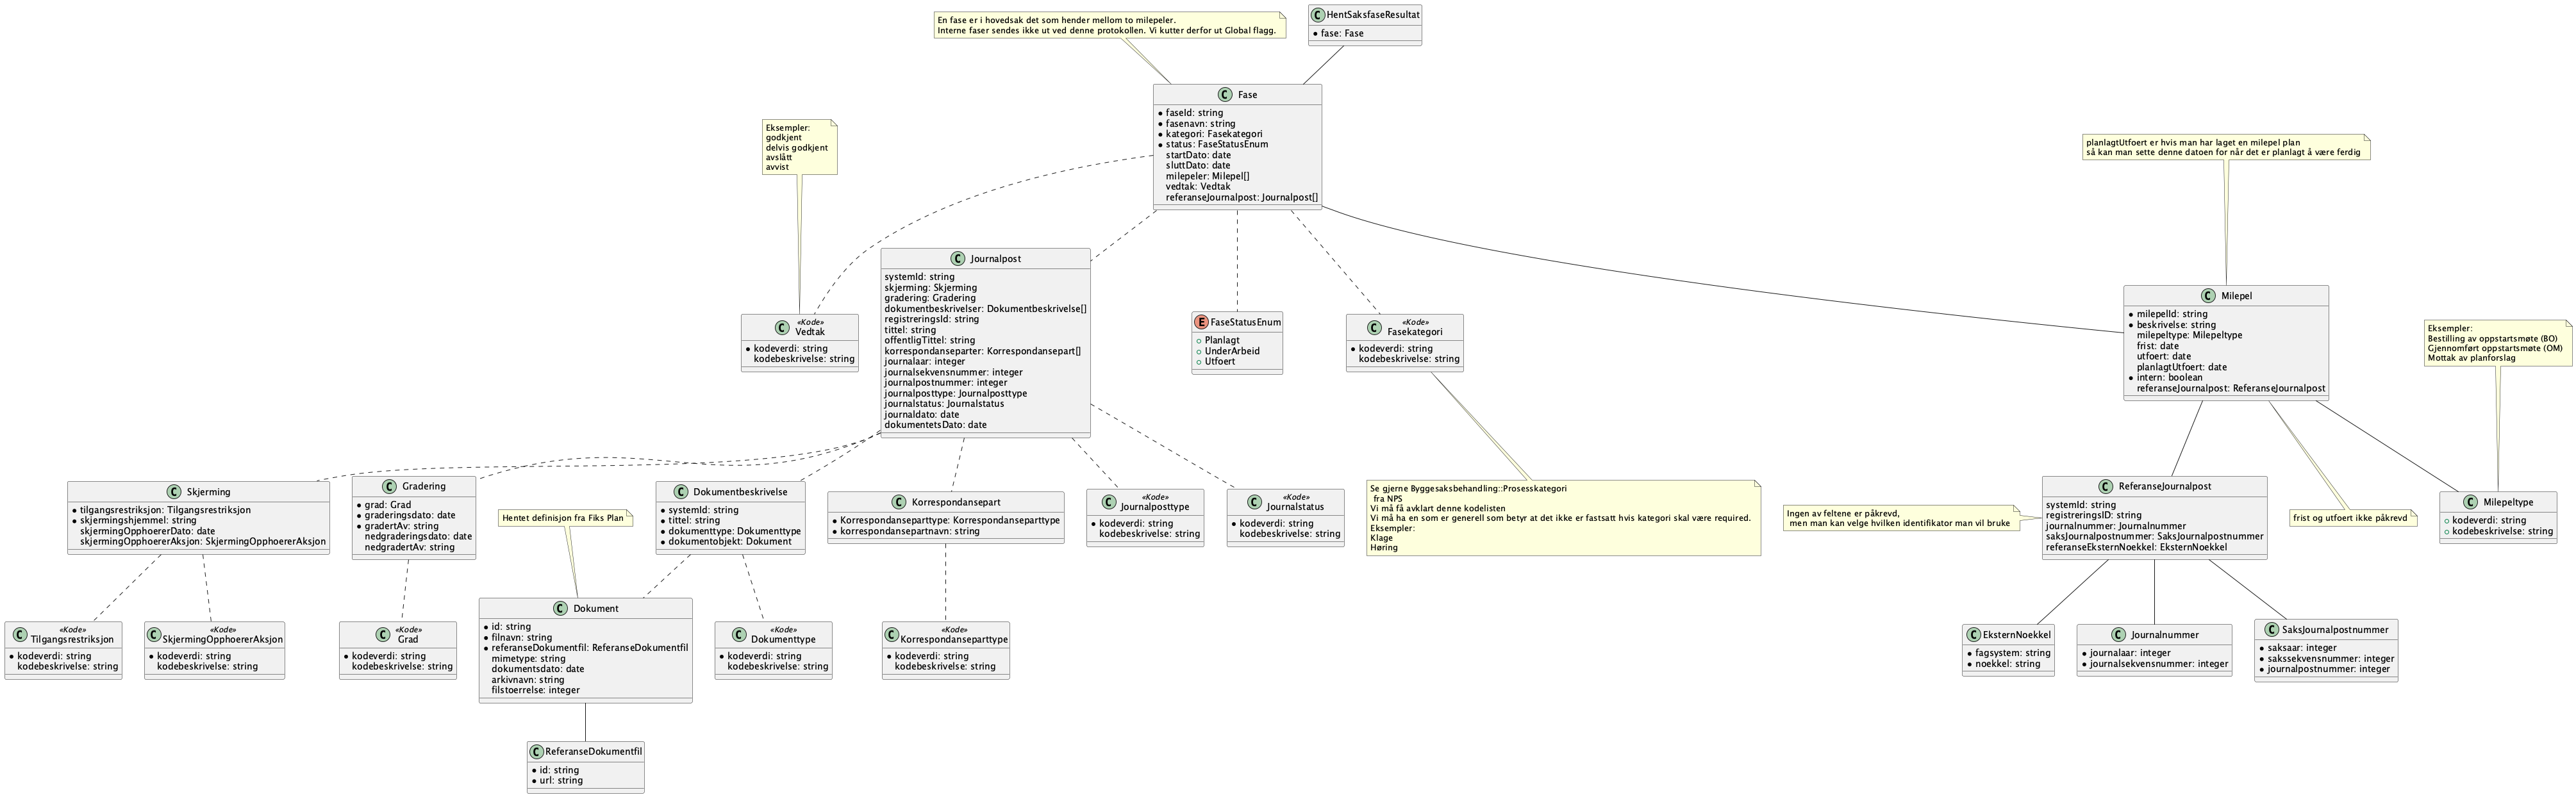 En fase er i hovedsak det som hender mellom to milepeler.
Interne faser sendes ikke ut ved denne protokollen. Vi kutter derfor ut Global flagg.
HentSaksfaseResultat
fase: Fase
Fase
faseId: string
fasenavn: string
kategori: Fasekategori
status: FaseStatusEnum
startDato: date
sluttDato: date
milepeler: Milepel[]
vedtak: Vedtak
referanseJournalpost: Journalpost[]
Eksempler:
godkjent
delvis godkjent
avslått
avvist
planlagtUtfoert er hvis man har laget en milepel plan
så kan man sette denne datoen for når det er planlagt å være ferdig
«Kode»
Vedtak
kodeverdi: string
kodebeskrivelse: string
Journalpost
systemId: string
skjerming: Skjerming
gradering: Gradering
dokumentbeskrivelser: Dokumentbeskrivelse[]
registreringsId: string
tittel: string
offentligTittel: string
korrespondanseparter: Korrespondansepart[]
journalaar: integer
journalsekvensnummer: integer
journalpostnummer: integer
journalposttype: Journalposttype
journalstatus: Journalstatus
journaldato: date
dokumentetsDato: date
FaseStatusEnum
Planlagt
UnderArbeid
Utfoert
«Kode»
Fasekategori
kodeverdi: string
kodebeskrivelse: string
Milepel
milepelId: string
beskrivelse: string
milepeltype: Milepeltype
frist: date
utfoert: date
planlagtUtfoert: date
intern: boolean
referanseJournalpost: ReferanseJournalpost
Eksempler:
Bestilling av oppstartsmøte (BO)
Gjennomført oppstartsmøte (OM)
Mottak av planforslag
Skjerming
tilgangsrestriksjon: Tilgangsrestriksjon
skjermingshjemmel: string
skjermingOpphoererDato: date
skjermingOpphoererAksjon: SkjermingOpphoererAksjon
Gradering
grad: Grad
graderingsdato: date
gradertAv: string
nedgraderingsdato: date
nedgradertAv: string
Hentet definisjon fra Fiks Plan
Dokumentbeskrivelse
systemId: string
tittel: string
dokumenttype: Dokumenttype
dokumentobjekt: Dokument
Korrespondansepart
Korrespondanseparttype: Korrespondanseparttype
korrespondansepartnavn: string
«Kode»
Journalposttype
kodeverdi: string
kodebeskrivelse: string
«Kode»
Journalstatus
kodeverdi: string
kodebeskrivelse: string
Se gjerne Byggesaksbehandling::Prosesskategori
fra NPS
Vi må få avklart denne kodelisten
Vi må ha en som er generell som betyr at det ikke er fastsatt hvis kategori skal være required.
Eksempler:
Klage
Høring
Ingen av feltene er påkrevd,
men man kan velge hvilken identifikator man vil bruke
ReferanseJournalpost
systemId: string
registreringsID: string
journalnummer: Journalnummer
saksJournalpostnummer: SaksJournalpostnummer
referanseEksternNoekkel: EksternNoekkel
frist og utfoert ikke påkrevd
Milepeltype
kodeverdi: string
kodebeskrivelse: string
«Kode»
Tilgangsrestriksjon
kodeverdi: string
kodebeskrivelse: string
«Kode»
SkjermingOpphoererAksjon
kodeverdi: string
kodebeskrivelse: string
«Kode»
Grad
kodeverdi: string
kodebeskrivelse: string
Dokument
id: string
filnavn: string
referanseDokumentfil: ReferanseDokumentfil
mimetype: string
dokumentsdato: date
arkivnavn: string
filstoerrelse: integer
«Kode»
Dokumenttype
kodeverdi: string
kodebeskrivelse: string
«Kode»
Korrespondanseparttype
kodeverdi: string
kodebeskrivelse: string
EksternNoekkel
fagsystem: string
noekkel: string
Journalnummer
journalaar: integer
journalsekvensnummer: integer
SaksJournalpostnummer
saksaar: integer
sakssekvensnummer: integer
journalpostnummer: integer
ReferanseDokumentfil
id: string
url: string